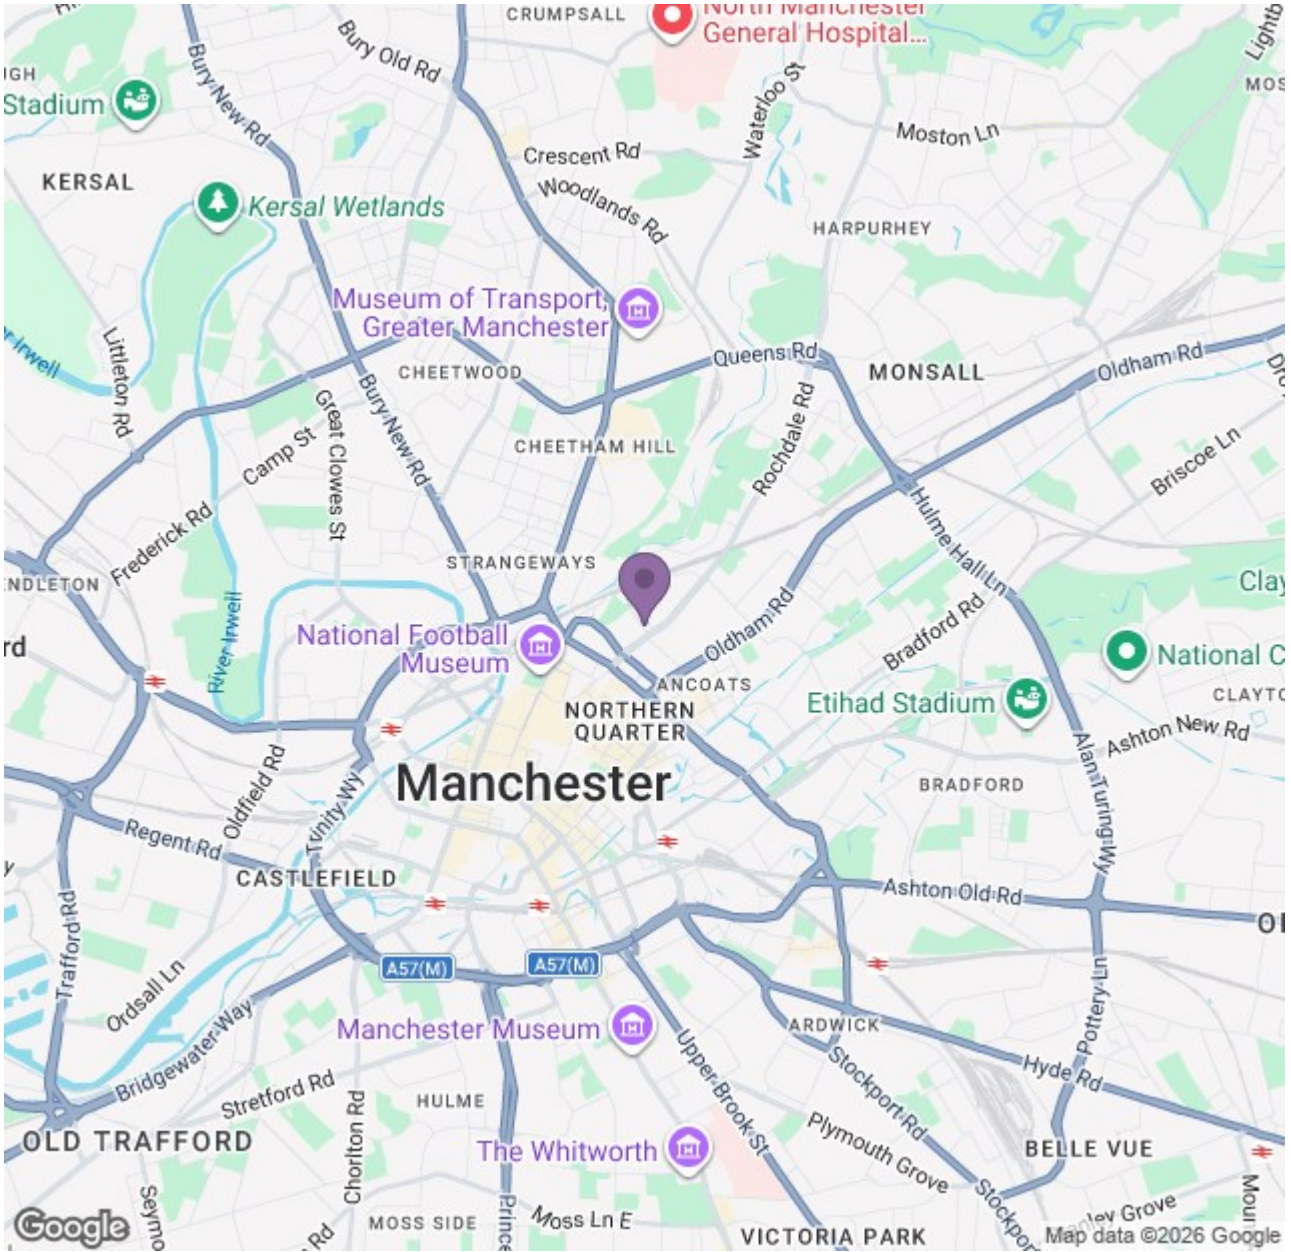 CRUMPSALL
North Manchester
General Hospital...
Bury Old Rd
Bury New Rd
Waterloo St
Stadium
Moston Ln
Crescent Rd
KERSAL
Woodlands Rd
Kersal Wetlands
HARPURHEY
Museum of Transport,
Greater Manchester
Littleton Rd
Queens Rd
Oldham Rd
CHEETWOOD
MONSALL
Bury New Rd
Great Clowes St
Rochdale Rd
Camp St
CHEETHAM HILL
Briscoe Ln
Frederick Rd
Hulme Hall Ln
STRANGEWAYS
River Irwell
National Football
Museum
Oldham Rd
Bradford Rd
ANCOATS
National C
Etihad Stadium
NORTHERN
QUARTER
Ashton New Rd
Manchester
Oldfield Rd
Trinity Wy
BRADFORD
Alan Turing Wy
Regent Rd
CASTLEFIELD
Ashton Old Rd
Trafford Rd
A57(M)
A57(M)
Ordsall Ln
Manchester Museum
ARDWICK
Pottery Ln
Bridgewater Way
Upper Brook St
Hyde Rd
Stretford Rd
HULME
Stockport Rd
Chorlton Rd
Plymouth Grove
OLD TRAFFORD
The Whitworth
BELLE VUE
MOSS SIDE
Moss Ln E
VICTORIA PARK
Google
Map data ©2026 Google